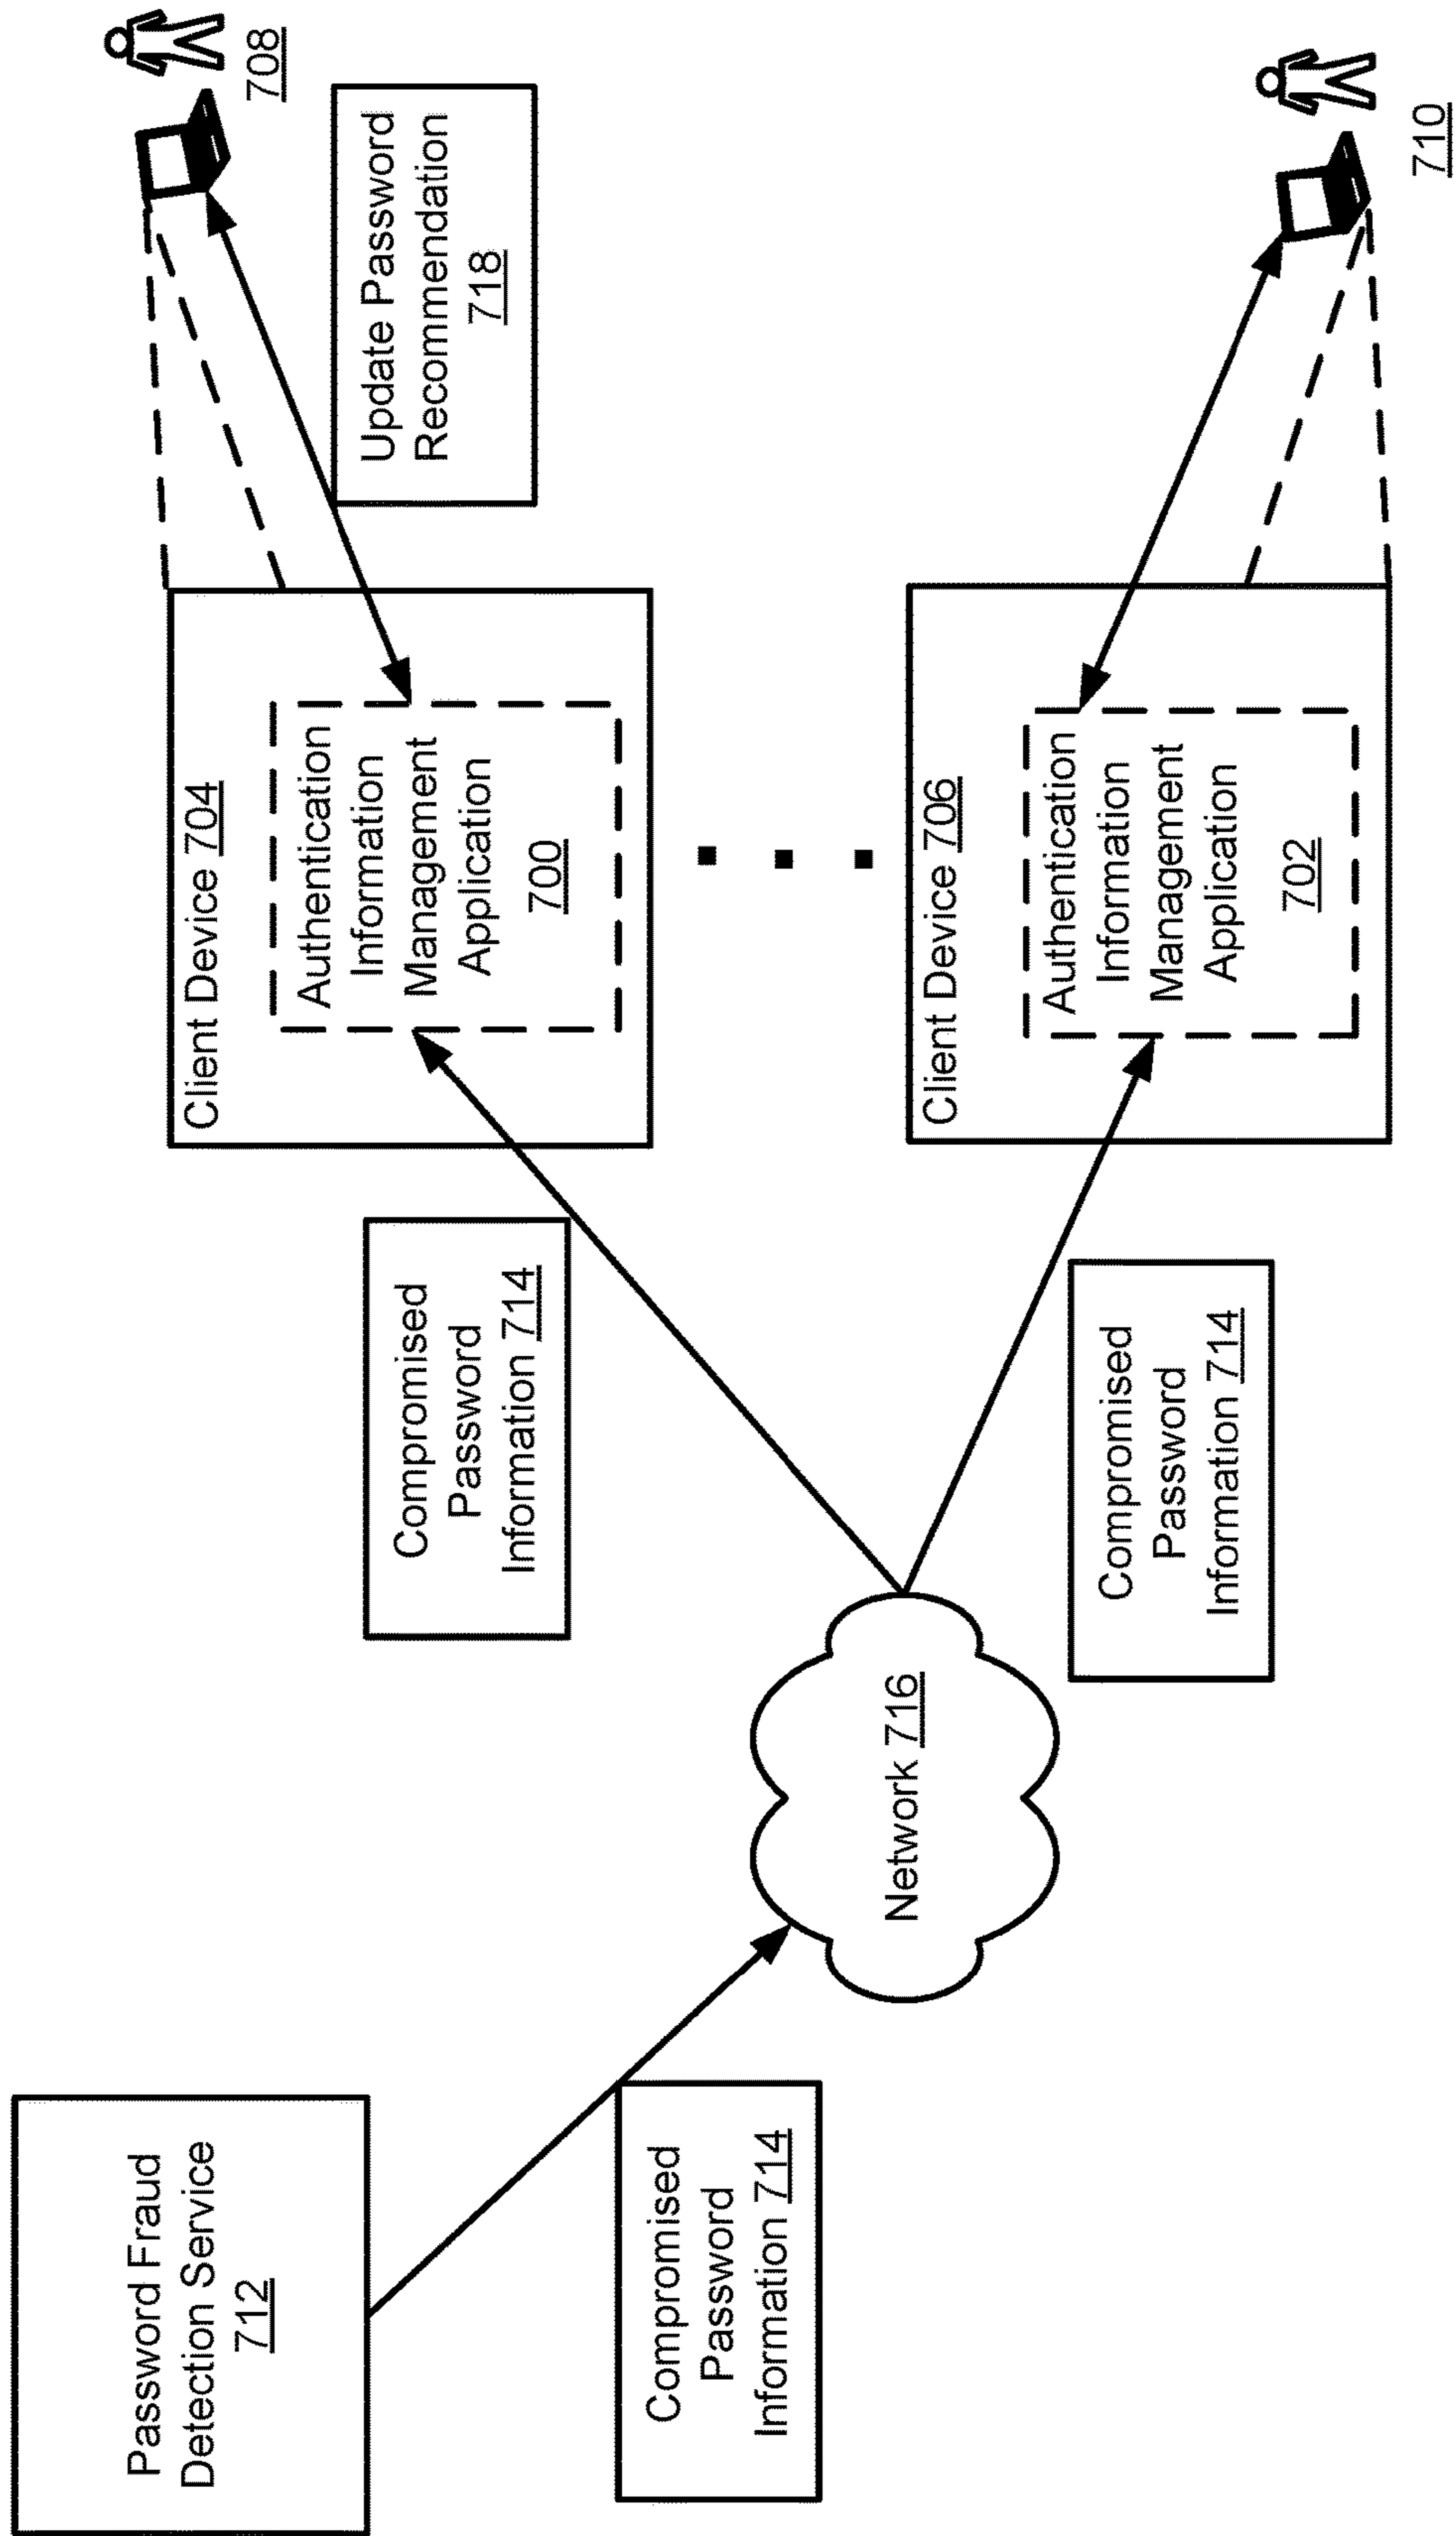 Password Fraud
Detection Service
712
Compromised
Password
Information 714
Network 716
Compromised
Password
Information 714
Compromised
Password
Information 714
Client Device 704
Authentication
Information
Management
Application
700
Client Device 706
Authentication
Information
Management
Application
702
Update Password
Recommendation
718
708
710